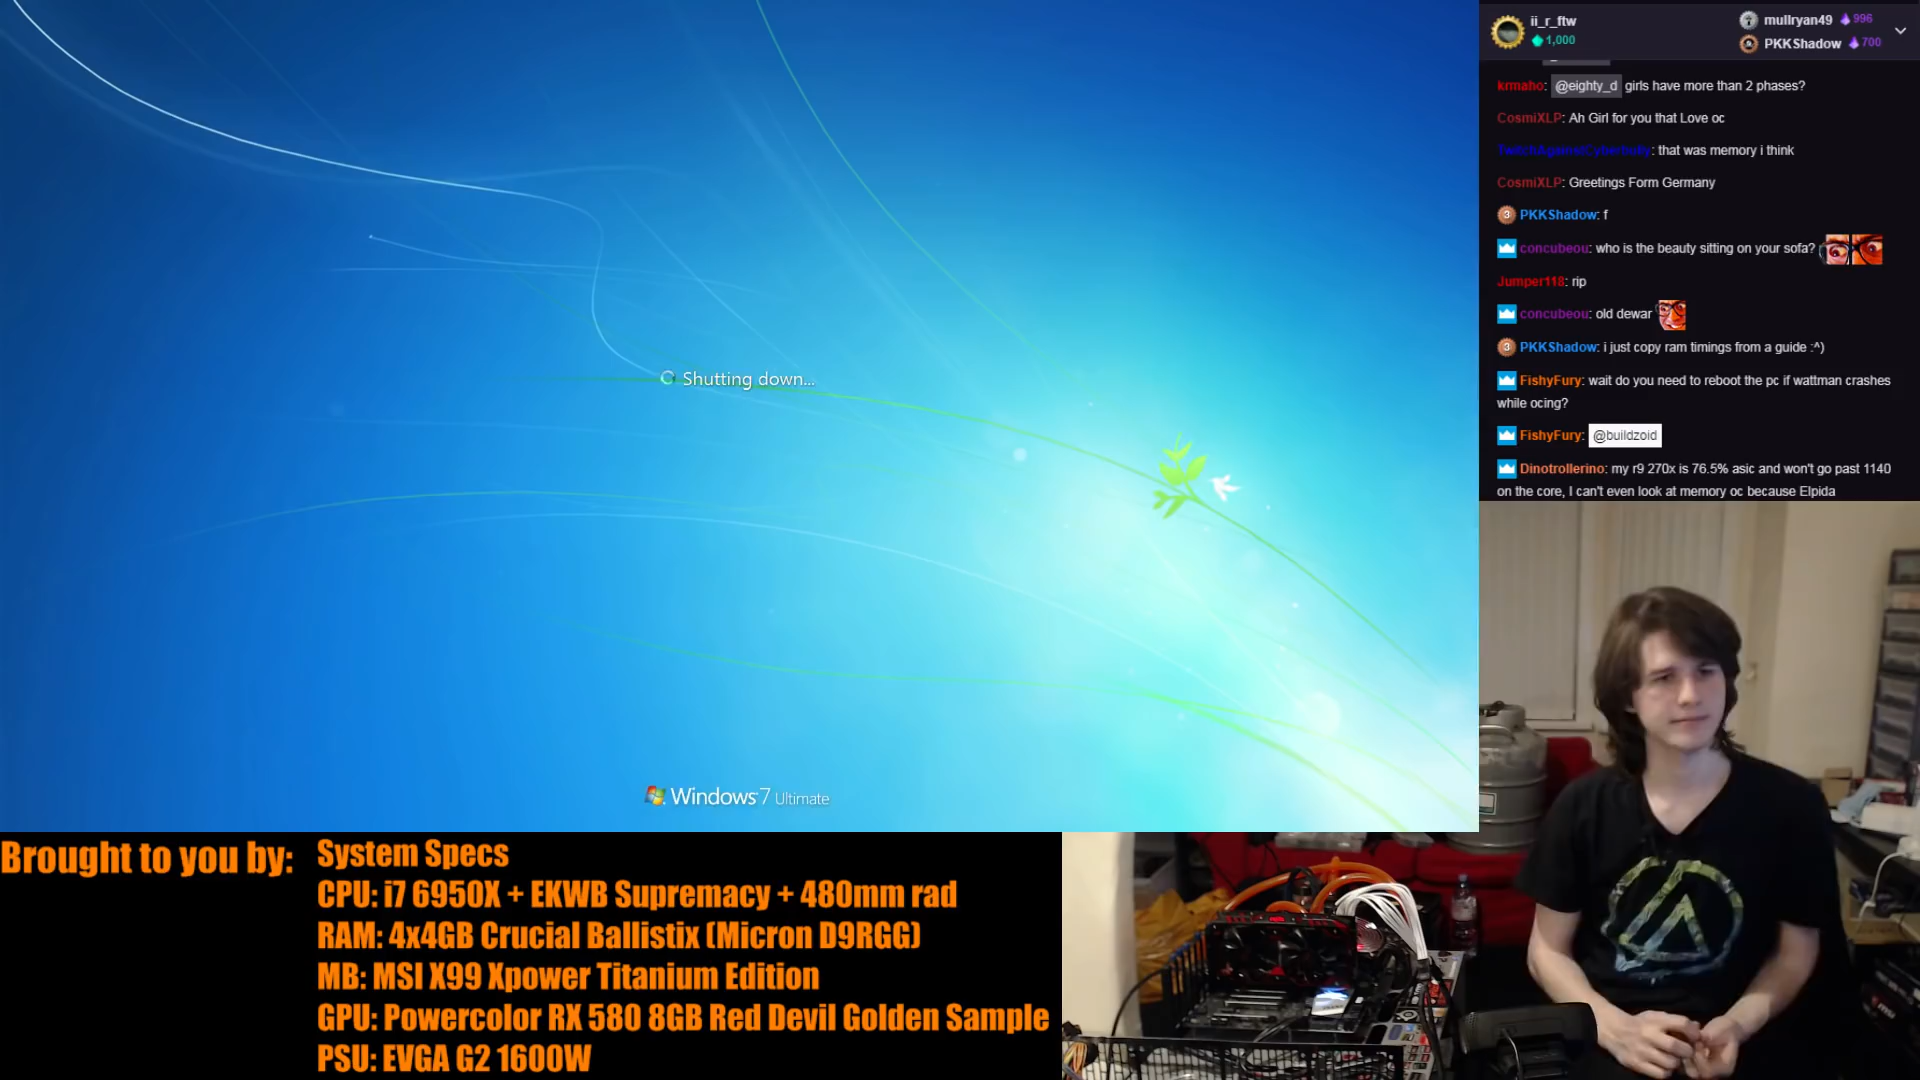 Shutting down...
Windows 7 Ultimate
ii_r_ftw
1,000
mullryan49 996
PKKShadow 700
krmaho: @eighty_d girls have more than 2 phases?
CosmiXLP: Ah Girl for you that Love oc
TwitchAgainstCyberbully: that was memory i think
CosmiXLP: Greetings Form Germany
3 PKKShadow: f
concubeou: who is the beauty sitting on your sofa?
Jumper118: rip
concubeou: old dewar
3 PKKShadow: i just copy ram timings from a guide :^)
FishyFury: wait do you need to reboot the pc if wattman crashes
while ocing?
FishyFury: @buildzoid
Dinotrollerino: my r9 270x is 76.5% asic and won't go past 1140
on the core, I can't even look at memory oc because Elpida
Brought to you by:
System Specs
CPU: i7 6950X + EKWB Supremacy + 480mm rad
RAM: 4x4GB Crucial Ballistix (Micron D9RGG)
MB: MSI X99 Xpower Titanium Edition
GPU: Powercolor RX 580 8GB Red Devil Golden Sample
PSU: EVGA G2 1600W